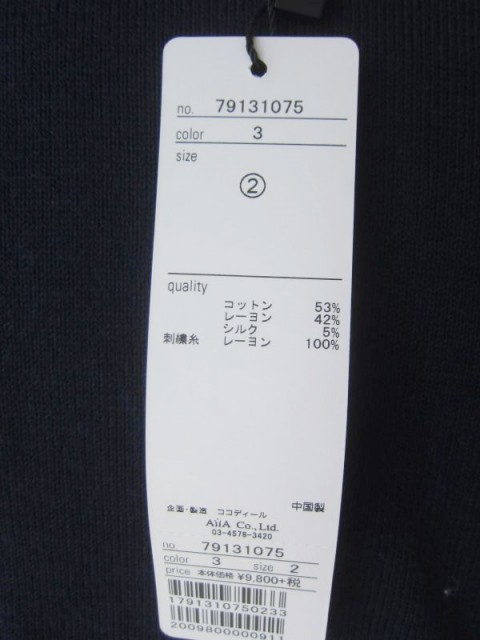 no. 79131075
color 3
size
②
quality
コットン 53%
レーヨン 42%
シルク 5%
刺繍糸 レーヨン 100%
企画・製造 ココディール 中国製
AiiA Co.,Ltd.
03-4576-3420
no. 79131075
color 3 size 2
price 本体価格 ¥9,800+税
1791310750233
2009800000911